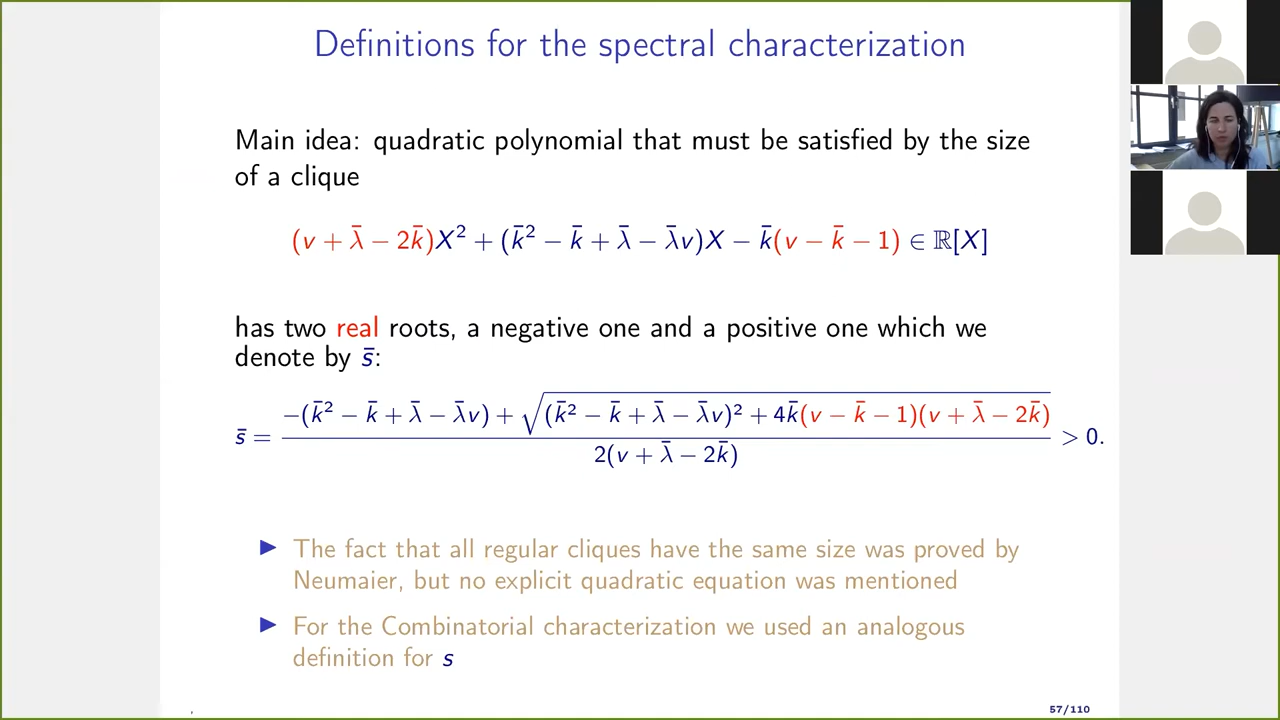 Definitions for the spectral characterization
Main idea: quadratic polynomial that must be satisfied by the size
of a clique
(v + λ̄ − 2k̄)X² + (k̄² − k̄ + λ̄ − λ̄v)X − k̄(v − k̄ − 1) ∈ ℝ[X]
has two real roots, a negative one and a positive one which we
denote by s̄:
s̄ = (−(k̄² − k̄ + λ̄ − λ̄v) + √((k̄² − k̄ + λ̄ − λ̄v)² + 4k̄(v − k̄ − 1)(v + λ̄ − 2k̄))) / (2(v + λ̄ − 2k̄)) > 0.
▶ The fact that all regular cliques have the same size was proved by
Neumaier, but no explicit quadratic equation was mentioned
▶ For the Combinatorial characterization we used an analogous
definition for s
57/110